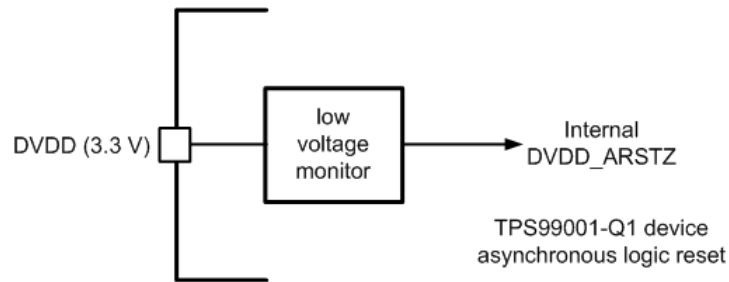 DVDD (3.3 V)
low
voltage
monitor
Internal
DVDD_ARSTZ
TPS99001-Q1 device
asynchronous logic reset